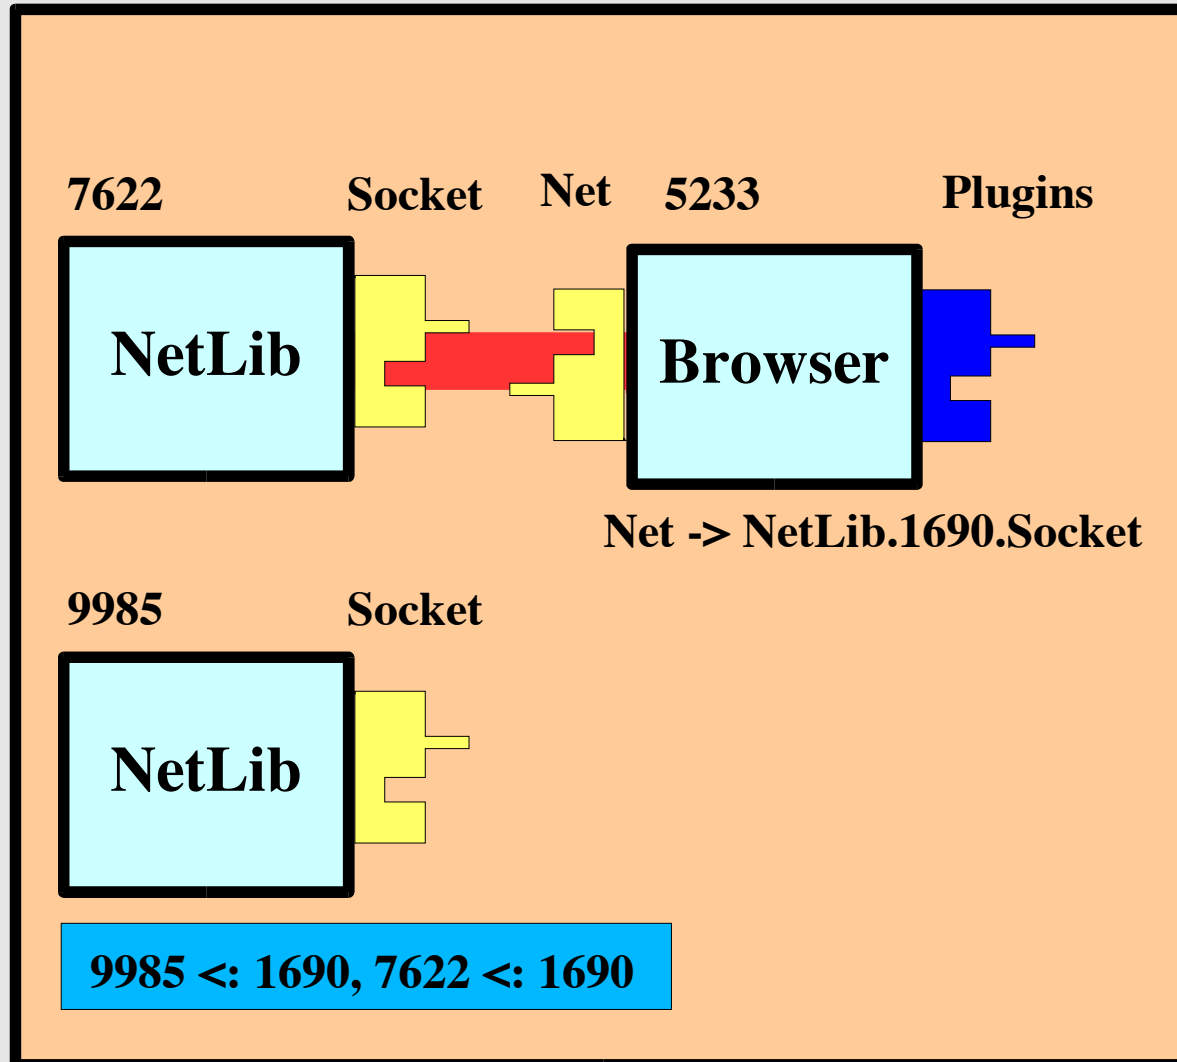 7622 Socket Net 5233 Plugins
NetLib Browser
Net -> NetLib.1690.Socket
9985 Socket
NetLib
9985 <: 1690, 7622 <: 1690